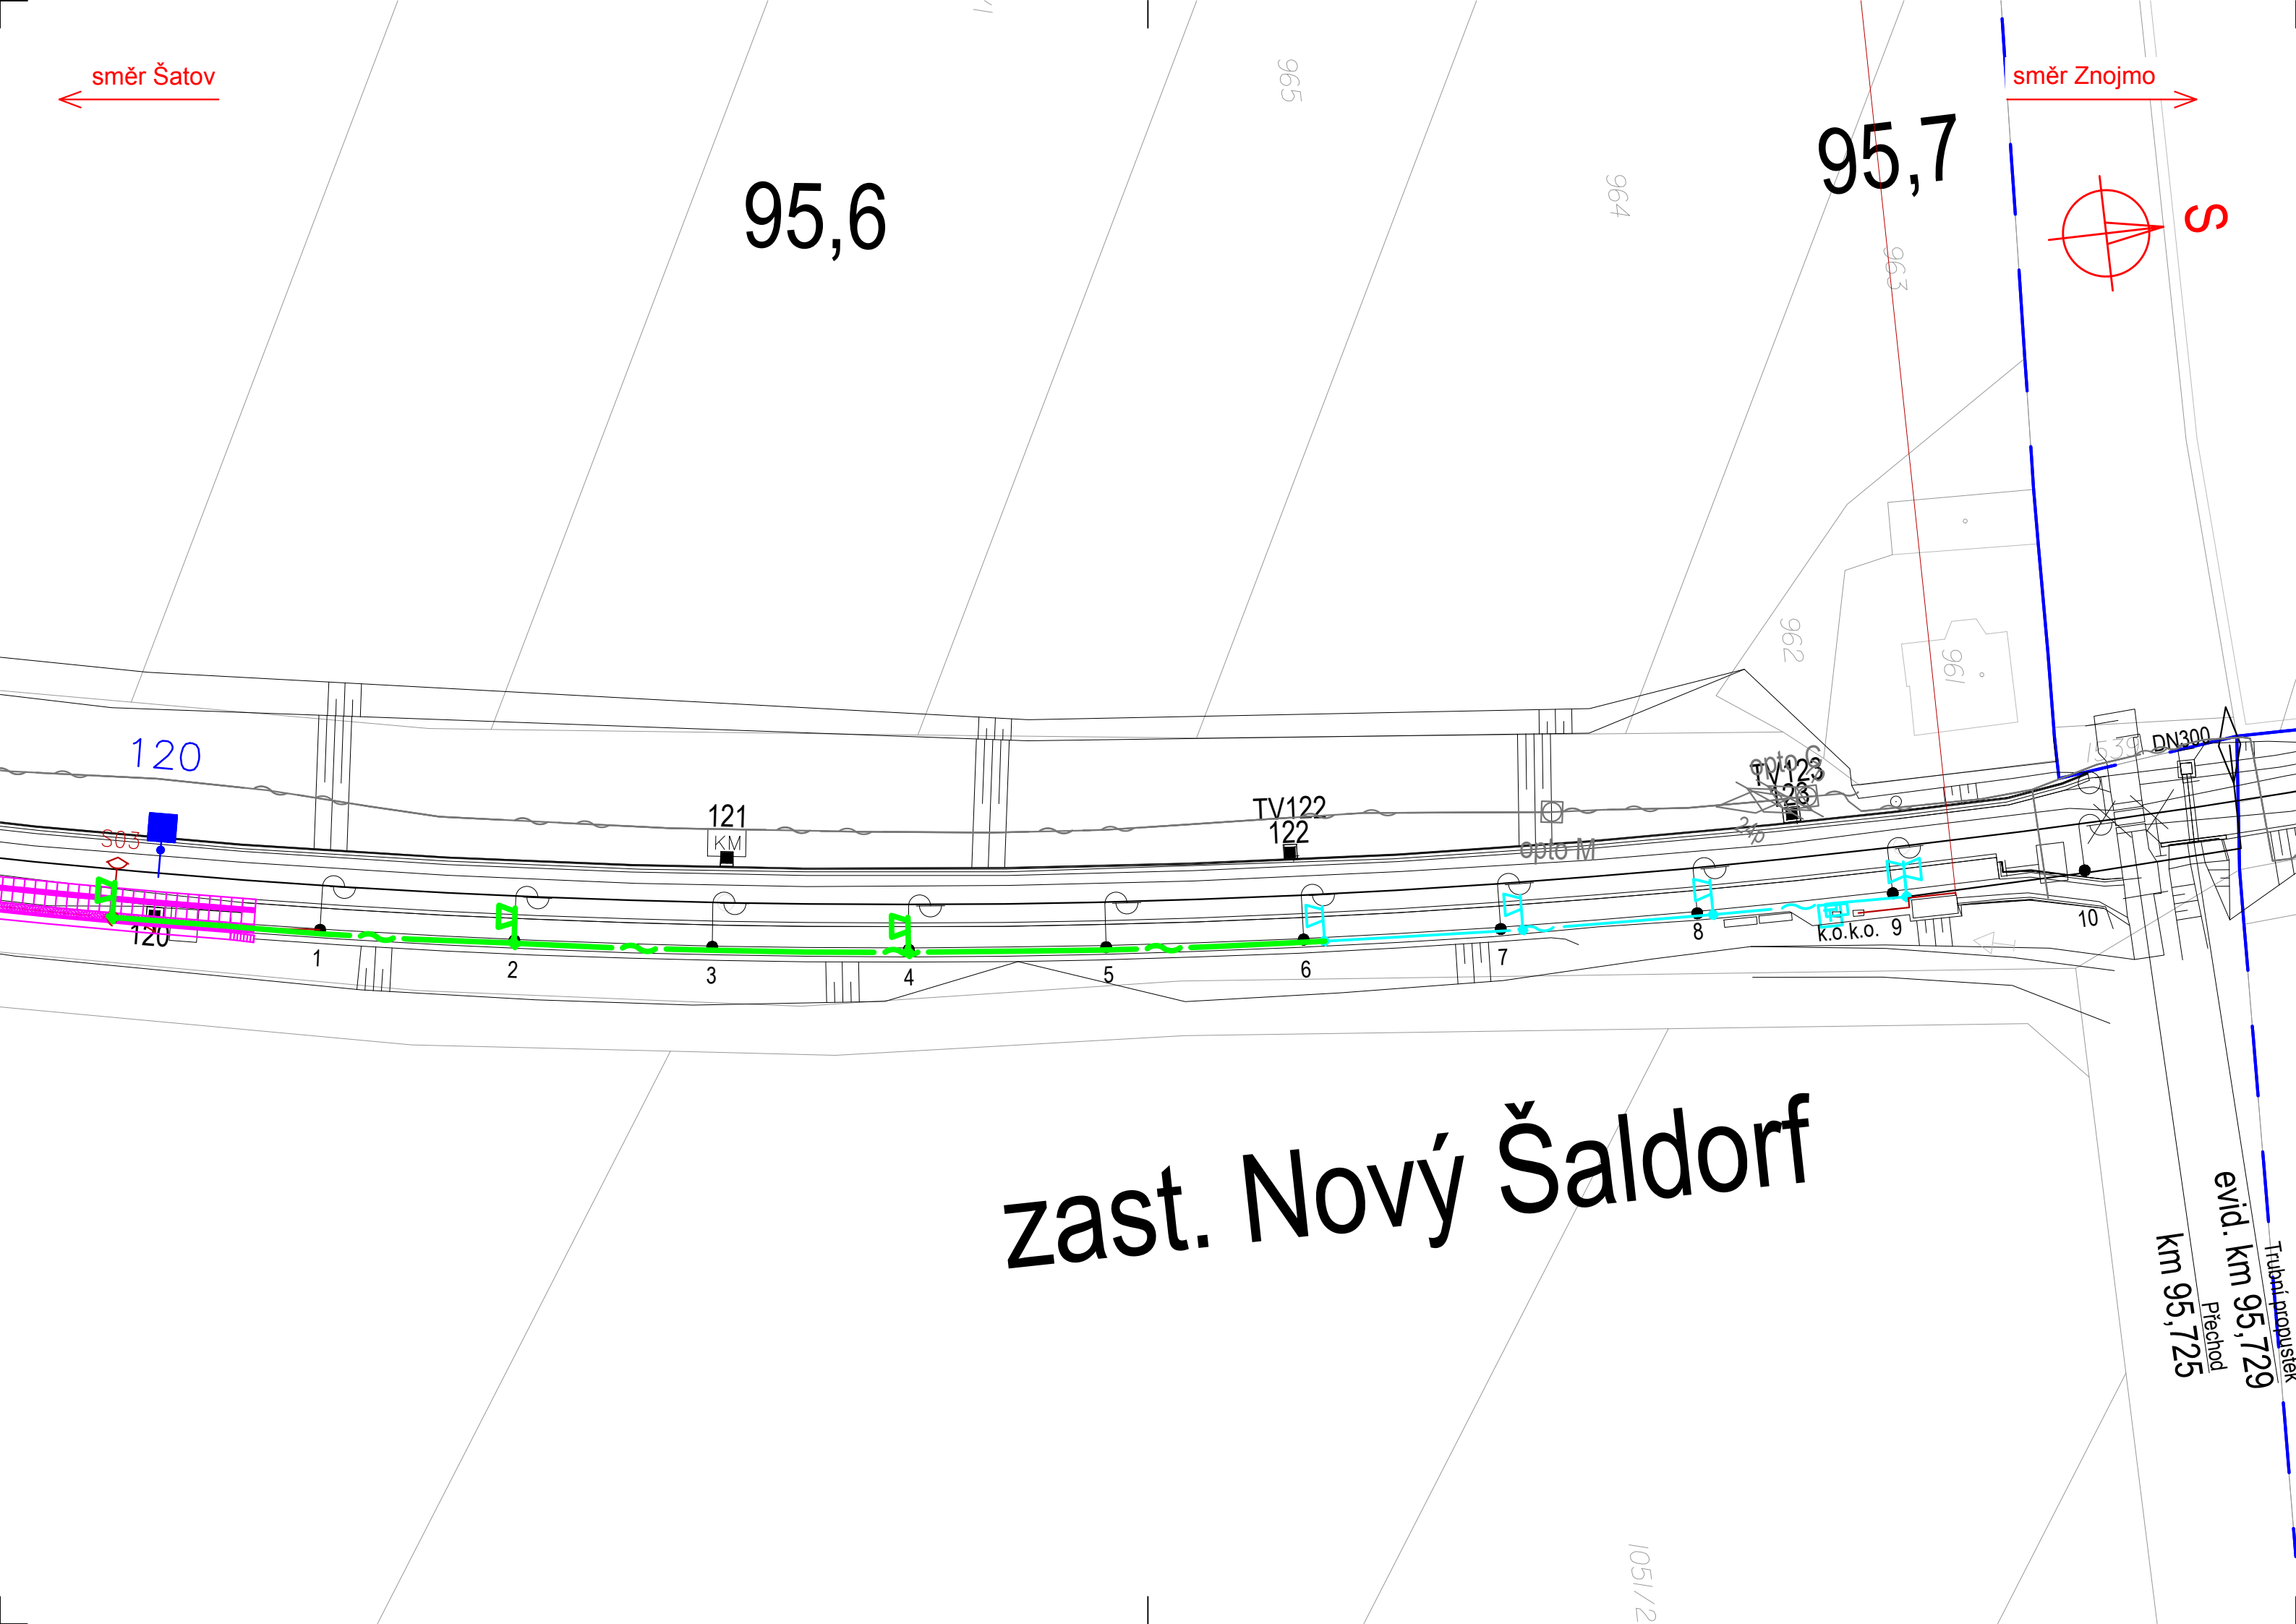 směr Šatov
směr Znojmo
965
95,6
95,7
964
S
963
962
961
120
1539
DN300
opto C
TV123
123
121
KM
TV122
122
opto M
S03
120
1
2
3
4
5
6
7
8
k.o.
k.o.
9
10
zast. Nový Šaldorf
Trubní propustek
evid. km 95,729
Přechod
km 95,725
1051/2